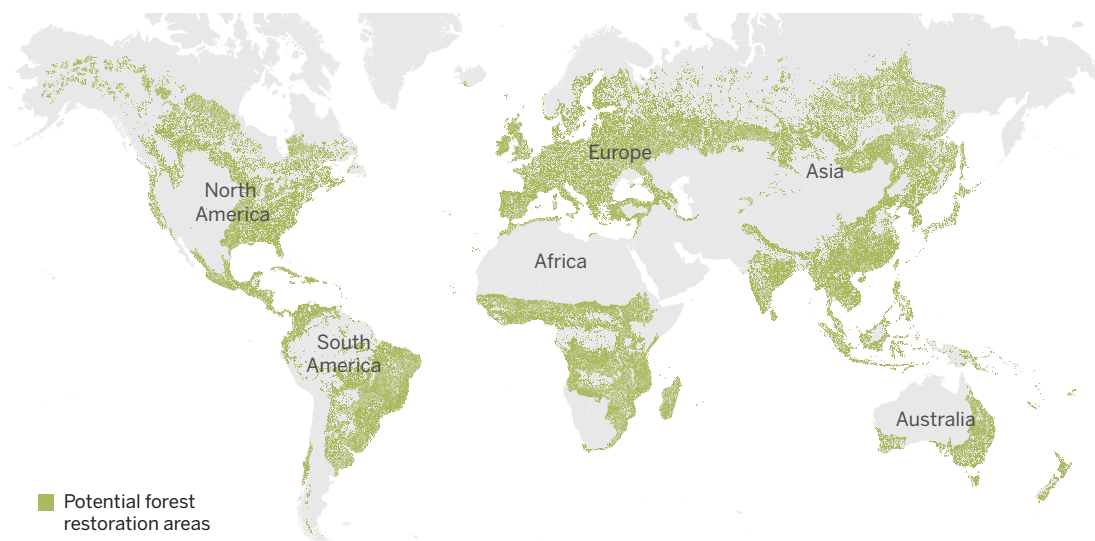 Europe
Asia
North
America
Africa
South
America
Australia
Potential forest
restoration areas